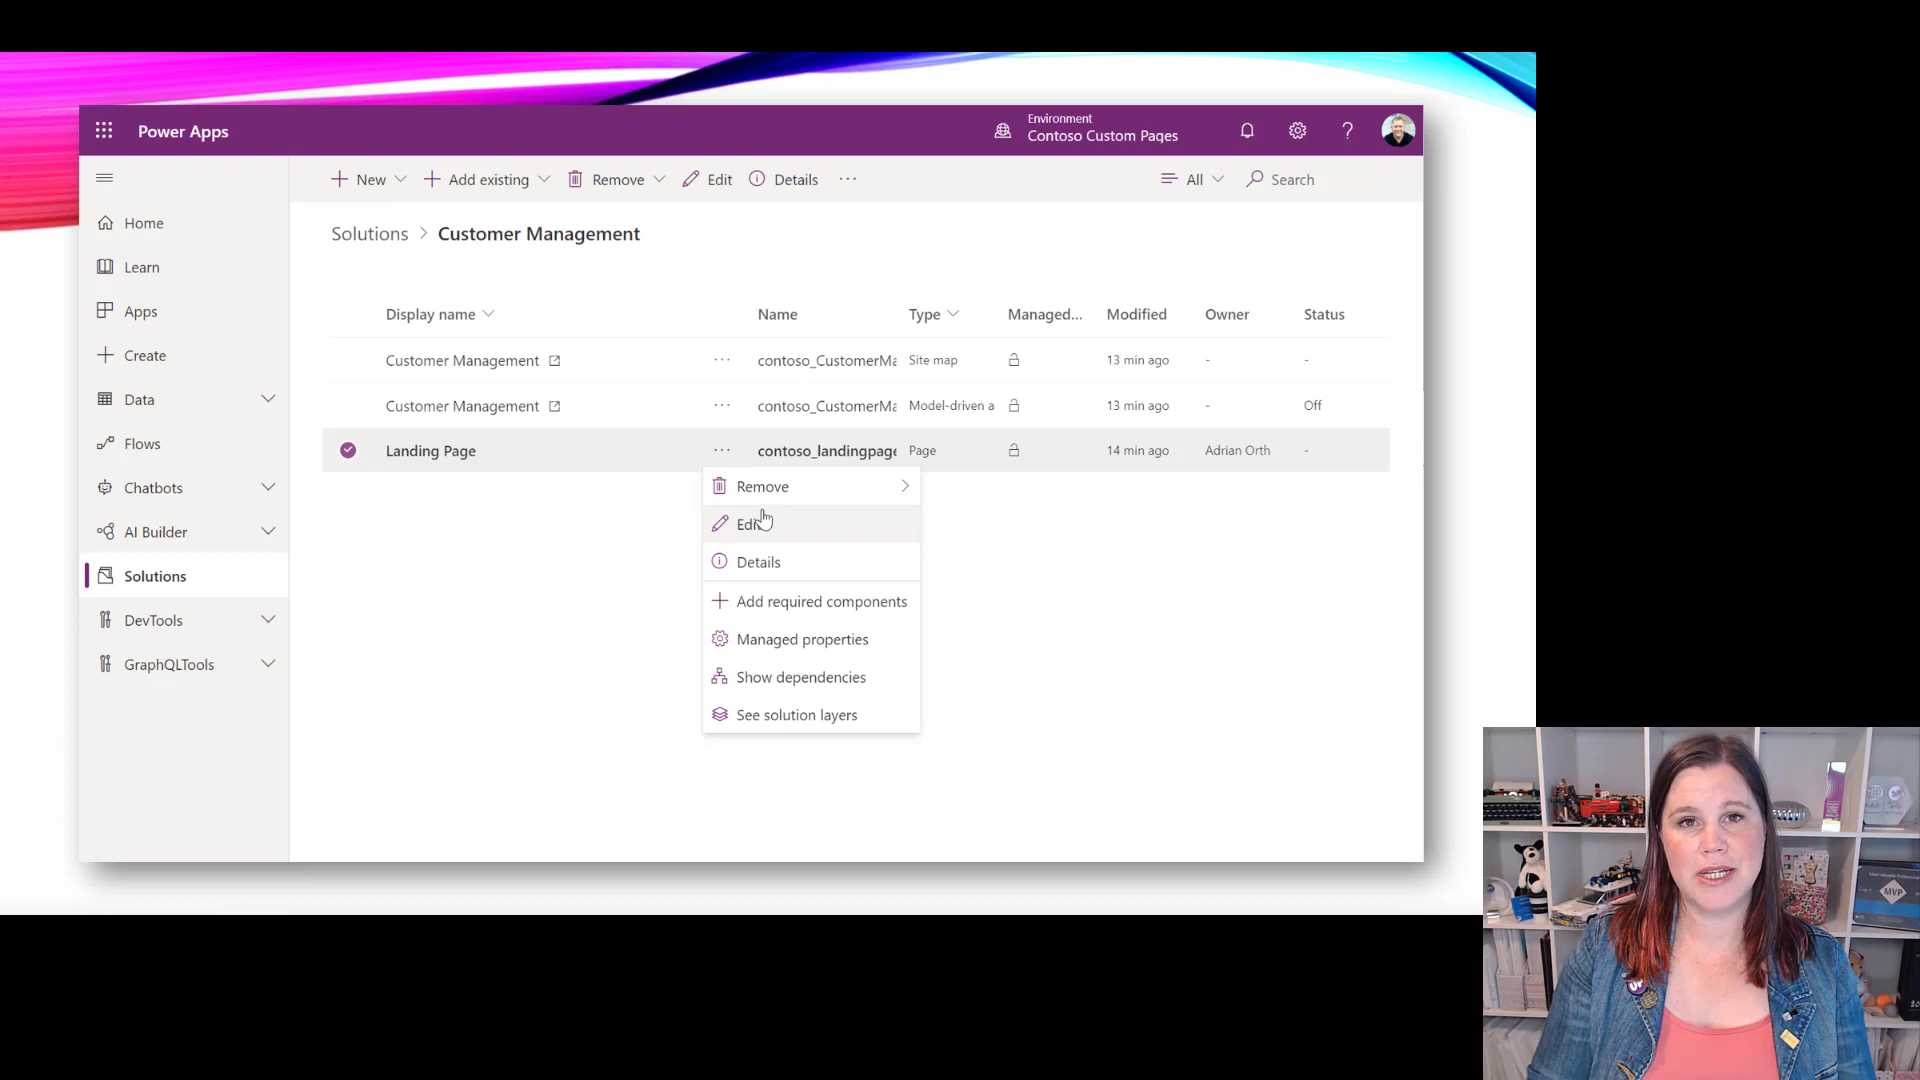 Power Apps
Environment
Contoso Custom Pages
New
Add existing
Remove
Edit
Details
All
Search
Home
Learn
Apps
Create
Data
Flows
Chatbots
AI Builder
Solutions
DevTools
GraphQLTools
Solutions > Customer Management
Display name Name Type Managed... Modified Owner Status
Customer Management ... contoso_CustomerMa Site map 13 min ago - -
Customer Management ... contoso_CustomerMa Model-driven a 13 min ago - Off
Landing Page ... contoso_landingpage Page 14 min ago Adrian Orth -
Remove
Details
Add required components
Managed properties
Show dependencies
See solution layers
MVP